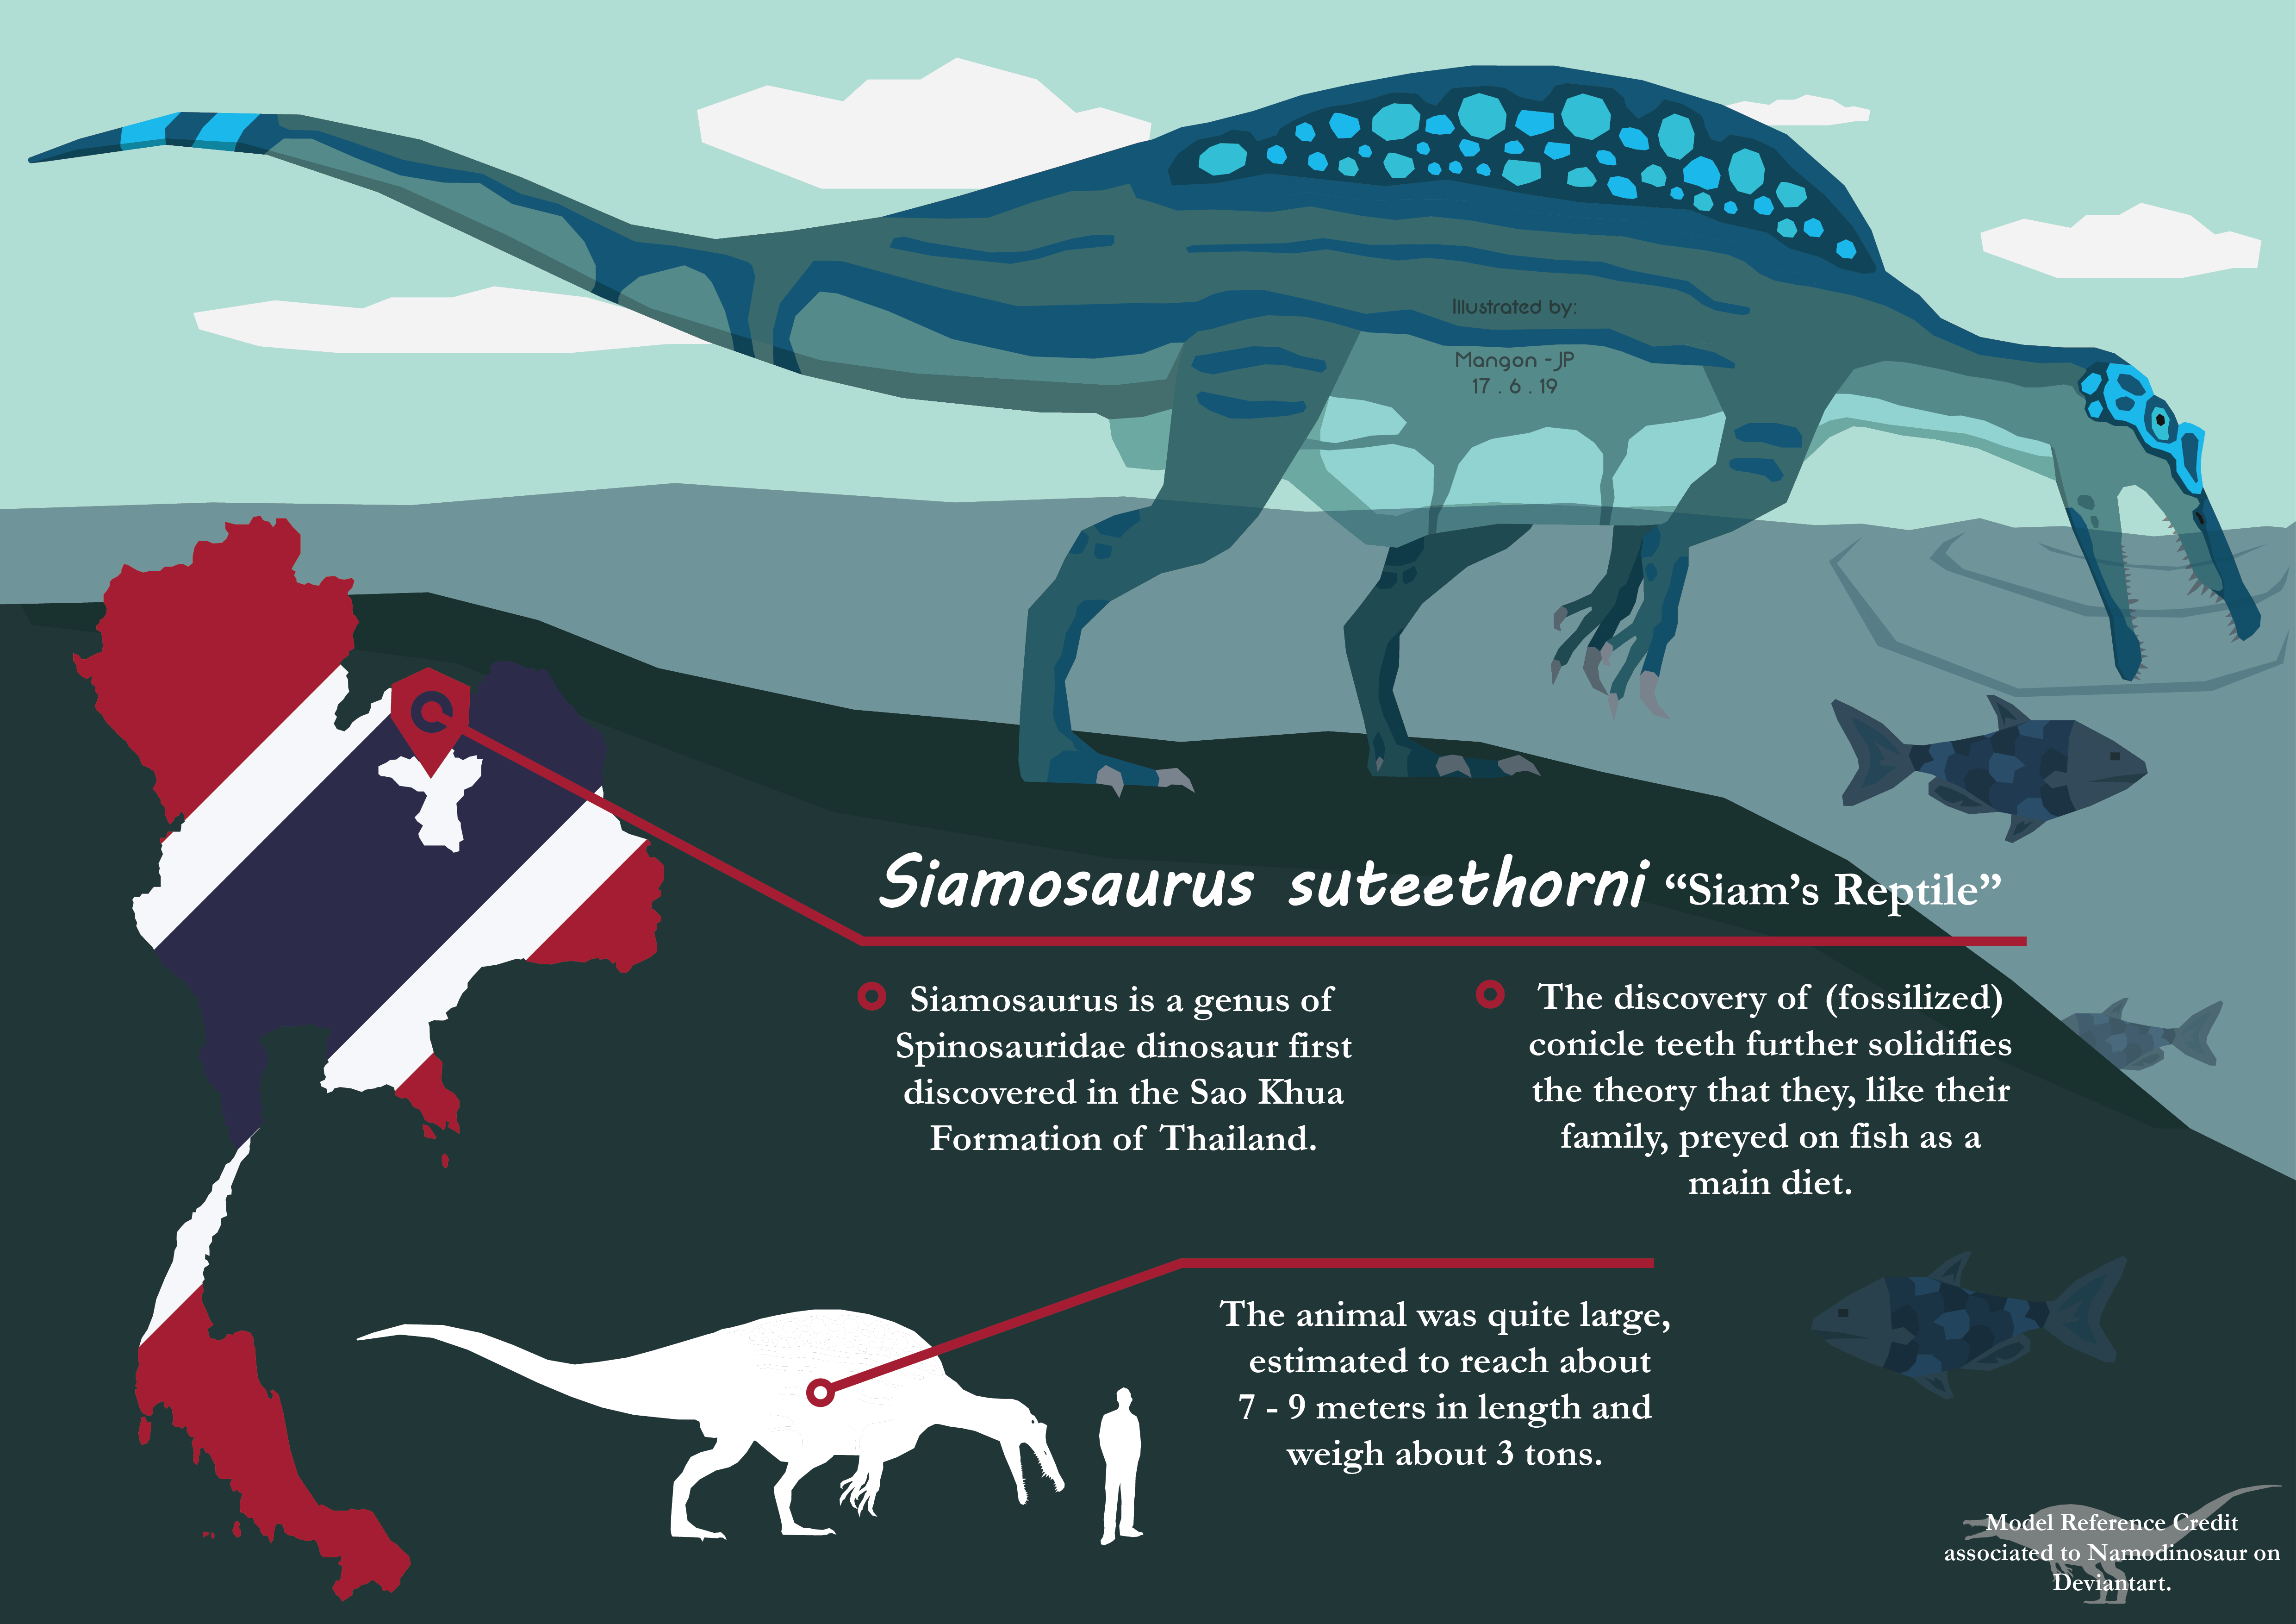 Illustrated by:
Mangon - JP
17 . 6 . 19
Siamosaurus suteethorni “Siam’s Reptile”
Siamosaurus is a genus of
Spinosauridae dinosaur first
discovered in the Sao Khua
Formation of Thailand.
The discovery of (fossilized)
conicle teeth further solidifies
the theory that they, like their
family, preyed on fish as a
main diet.
The animal was quite large,
estimated to reach about
7 - 9 meters in length and
weigh about 3 tons.
Model Reference Credit
associated to Namodinosaur on
Deviantart.